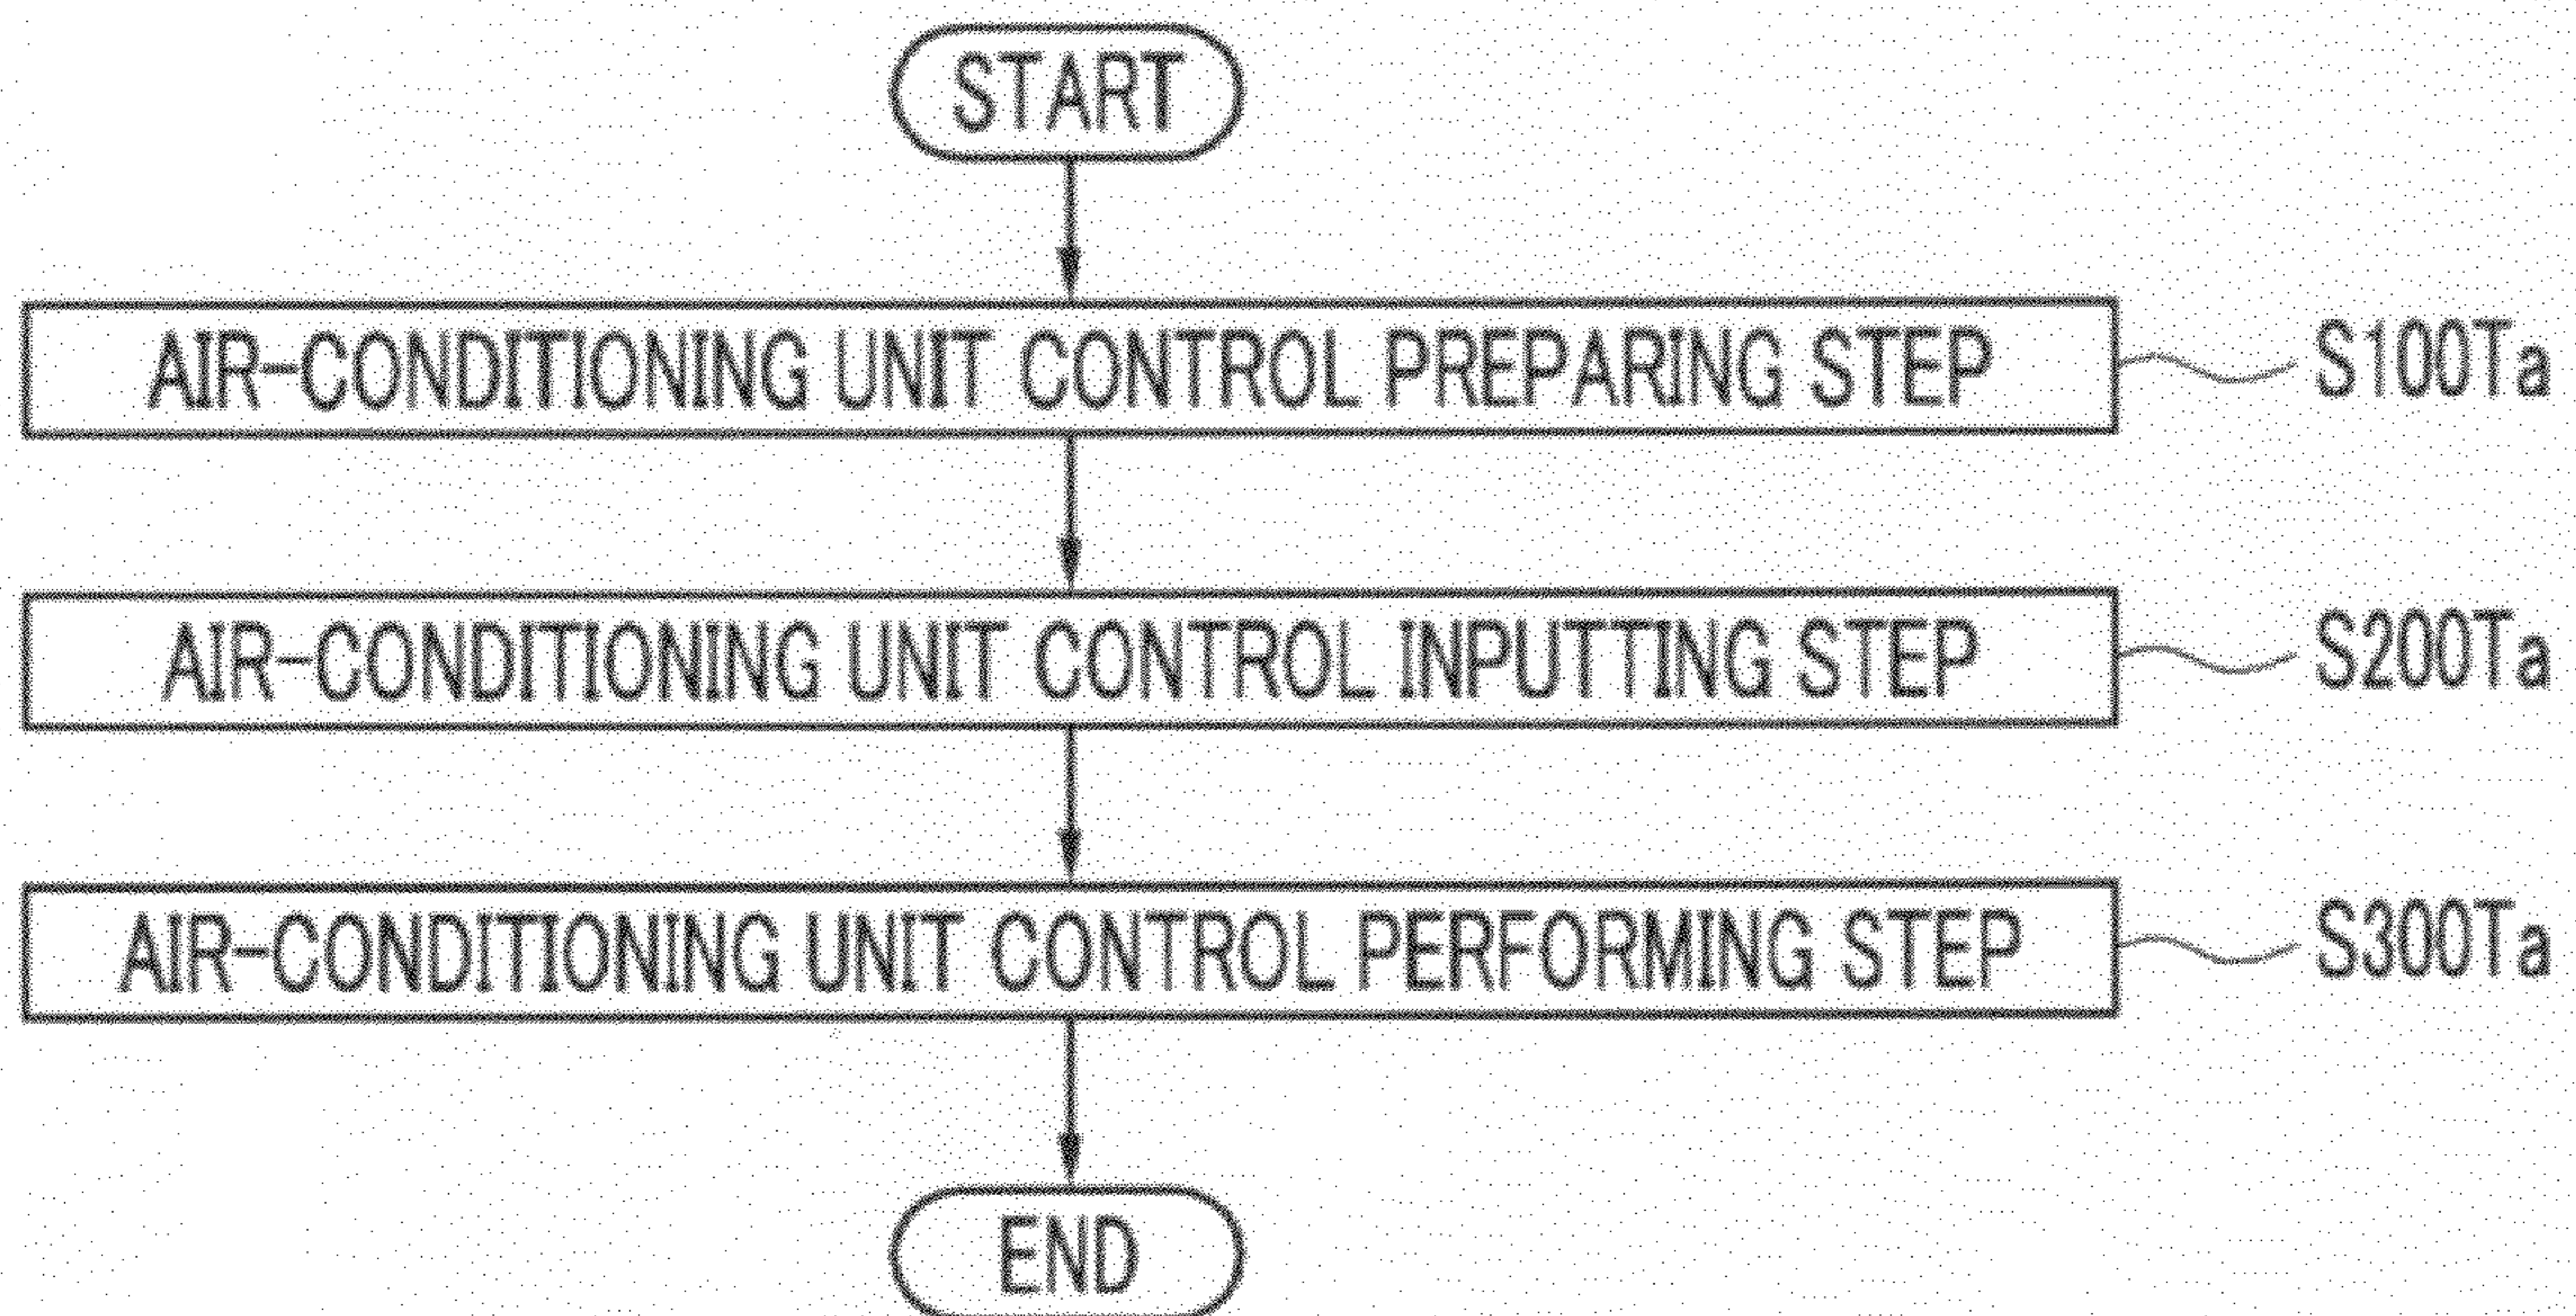 START
AIR-CONDITIONING UNIT CONTROL PREPARING STEP S100Ta
AIR-CONDITIONING UNIT CONTROL INPUTTING STEP S200Ta
AIR-CONDITIONING UNIT CONTROL PERFORMING STEP S300Ta
END